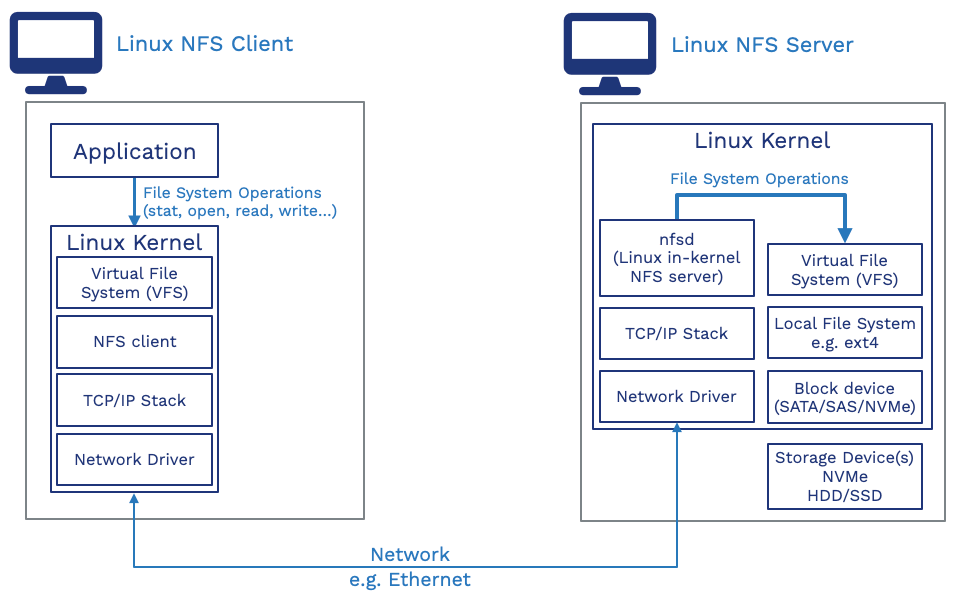 Linux NFS Client
Application
File System Operations
(stat, open, read, write...)
Linux Kernel
Virtual File
System (VFS)
NFS client
TCP/IP Stack
Network Driver
Linux NFS Server
Linux Kernel
File System Operations
nfsd
(Linux in-kernel
NFS server)
TCP/IP Stack
Network Driver
Virtual File
System (VFS)
Local File System
e.g. ext4
Block device
(SATA/SAS/NVMe)
Storage Device(s)
NVMe
HDD/SSD
Network
e.g. Ethernet